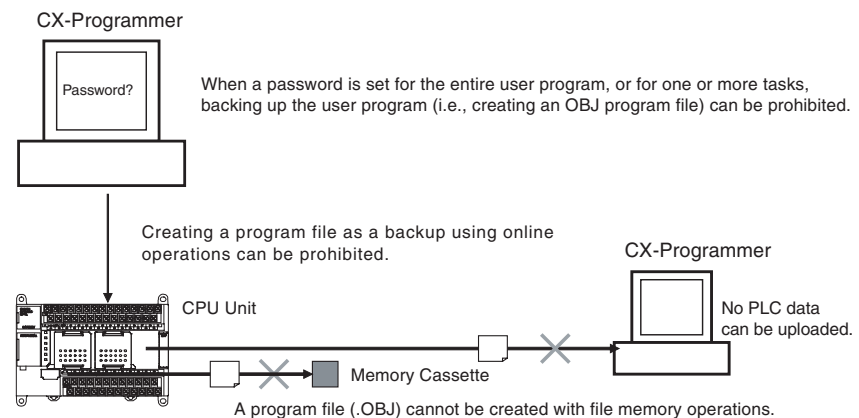 CX-Programmer
Password?
When a password is set for the entire user program, or for one or more tasks,
backing up the user program (i.e., creating an OBJ program file) can be prohibited.
Creating a program file as a backup using online
operations can be prohibited.
CX-Programmer
CPU Unit
No PLC data
can be uploaded.
Memory Cassette
A program file (.OBJ) cannot be created with file memory operations.